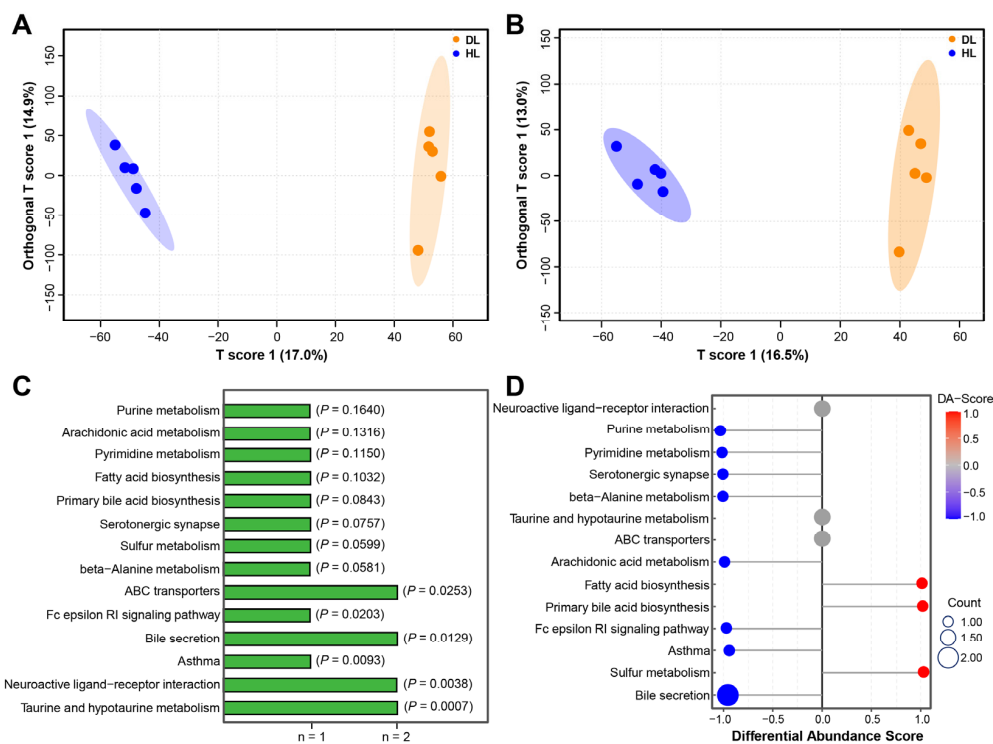 A
DL
HL
Orthogonal T score 1 (14.9%)
150
100
50
0
−50
−100
−150
−60
−40
−20
0
20
40
60
T score 1 (17.0%)
B
DL
HL
Orthogonal T score 1 (13.0%)
150
100
50
0
−50
−100
−150
−60
−40
−20
0
20
40
60
T score 1 (16.5%)
C
Purine metabolism (P = 0.1640)
Arachidonic acid metabolism (P = 0.1316)
Pyrimidine metabolism (P = 0.1150)
Fatty acid biosynthesis (P = 0.1032)
Primary bile acid biosynthesis (P = 0.0843)
Serotonergic synapse (P = 0.0757)
Sulfur metabolism (P = 0.0599)
beta−Alanine metabolism (P = 0.0581)
ABC transporters (P = 0.0253)
Fc epsilon RI signaling pathway (P = 0.0203)
Bile secretion (P = 0.0129)
Asthma (P = 0.0093)
Neuroactive ligand−receptor interaction (P = 0.0038)
Taurine and hypotaurine metabolism (P = 0.0007)
n = 1
n = 2
D
Neuroactive ligand−receptor interaction
Purine metabolism
Pyrimidine metabolism
Serotonergic synapse
beta−Alanine metabolism
Taurine and hypotaurine metabolism
ABC transporters
Arachidonic acid metabolism
Fatty acid biosynthesis
Primary bile acid biosynthesis
Fc epsilon RI signaling pathway
Asthma
Sulfur metabolism
Bile secretion
−1.0
−0.5
0.0
0.5
1.0
Differential Abundance Score
DA−Score
1.0
0.5
0.0
−0.5
−1.0
Count
1.00
1.50
2.00